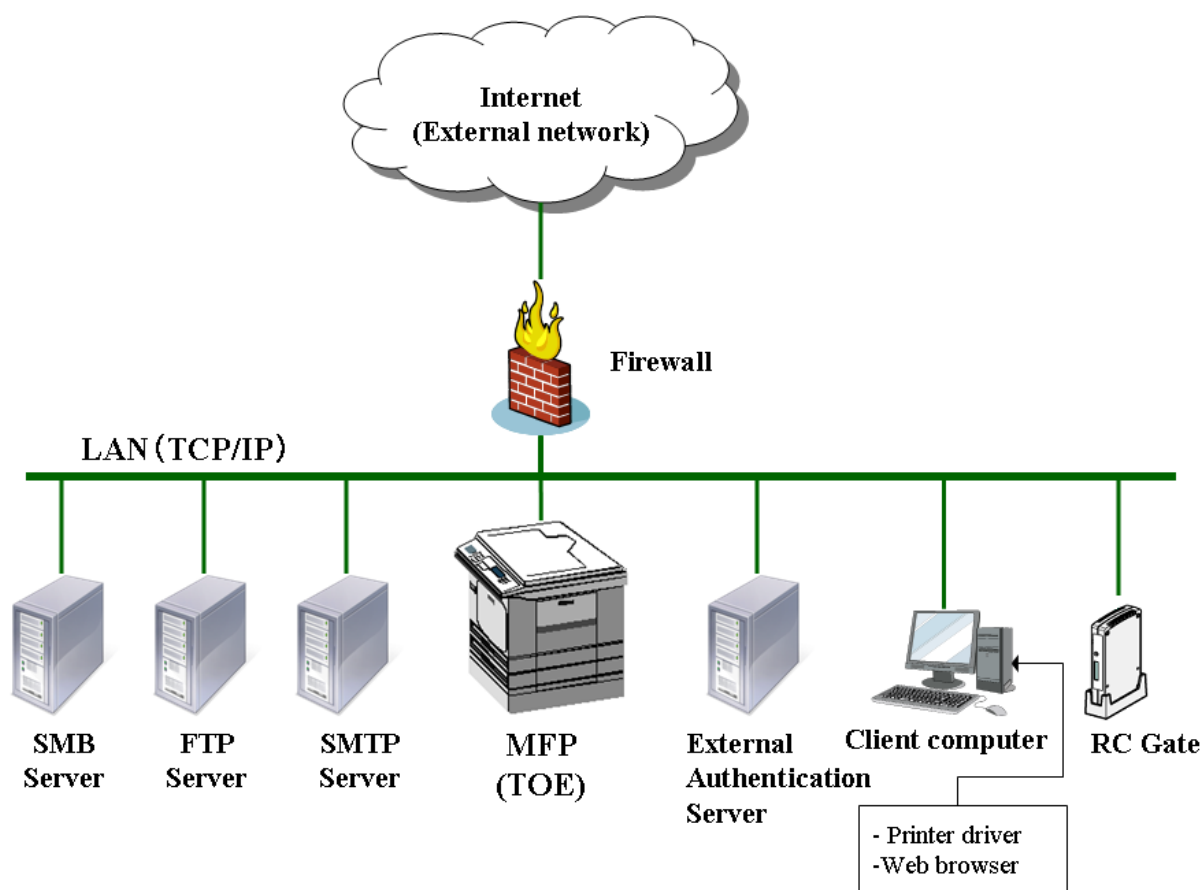 Internet
(External network)
Firewall
LAN（TCP/IP）
SMB
Server
FTP
Server
SMTP
Server
MFP
(TOE)
External
Authentication
Server
Client computer
RC Gate
- Printer driver
-Web browser